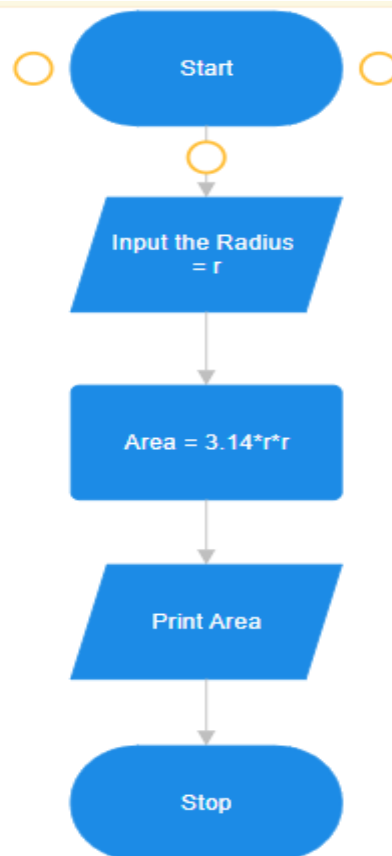 Start
Input the Radius
= r
Area = 3.14*r*r
Print Area
Stop